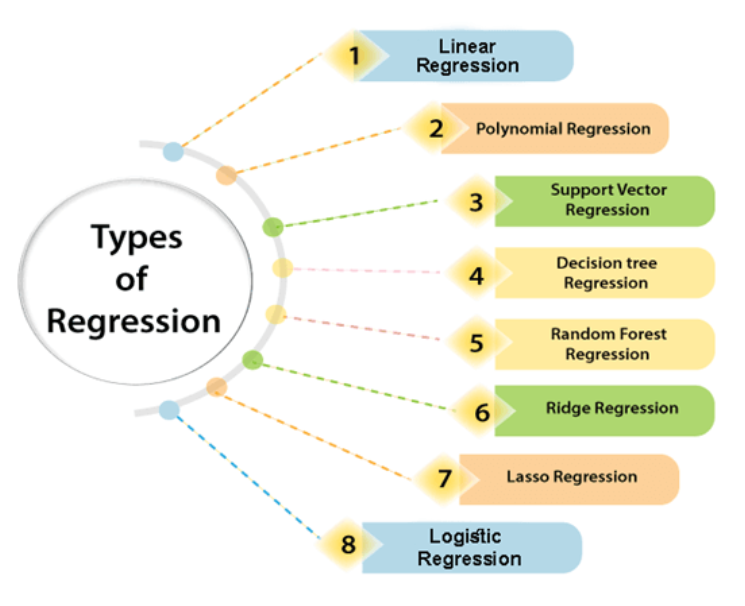 Types
of
Regression
1
Linear
Regression
2
Polynomial Regression
3
Support Vector
Regression
4
Decision tree
Regression
5
Random Forest
Regression
6
Ridge Regression
7
Lasso Regression
8
Logistic
Regression